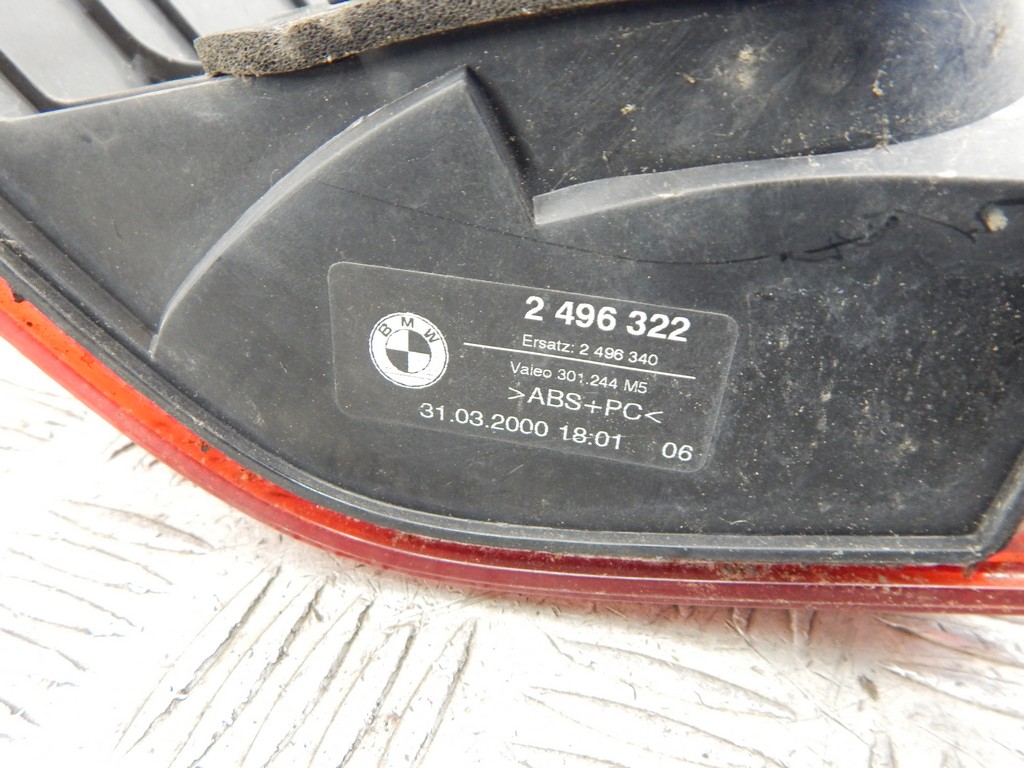 BMW
2 496 322
Ersatz: 2 496 340
Valeo 301.244 M5
>ABS+PC<
31.03.2000 18:01 06